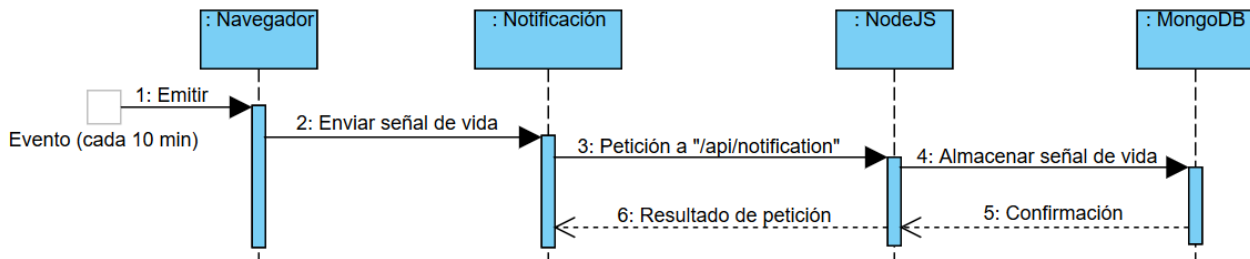 : Navegador
: Notificación
: NodeJS
: MongoDB
1: Emitir
Evento (cada 10 min)
2: Enviar señal de vida
3: Petición a "/api/notification"
4: Almacenar señal de vida
6: Resultado de petición
5: Confirmación